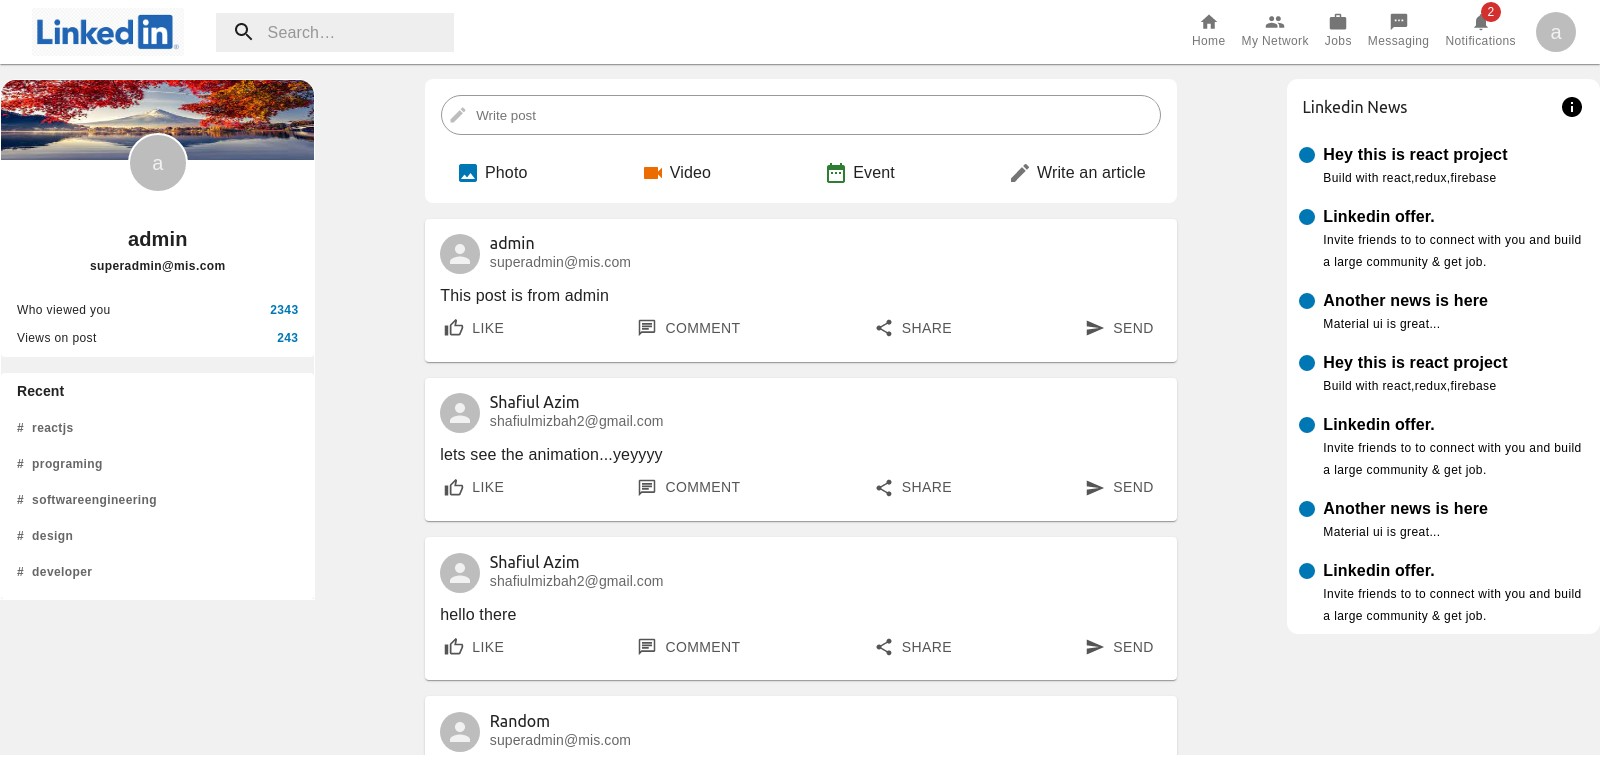 Linkedin
Search...
Home
My Network
Jobs
Messaging
2
Notifications
a
a
admin
superadmin@mis.com
Who viewed you 2343
Views on post 243
Recent
# reactjs
# programing
# softwareengineering
# design
# developer
Write post
Photo
Video
Event
Write an article
admin
superadmin@mis.com
This post is from admin
LIKE COMMENT SHARE SEND
Shafiul Azim
shafiulmizbah2@gmail.com
lets see the animation...yeyyyy
LIKE COMMENT SHARE SEND
Shafiul Azim
shafiulmizbah2@gmail.com
hello there
LIKE COMMENT SHARE SEND
Random
superadmin@mis.com
Linkedin News
Hey this is react project
Build with react,redux,firebase
Linkedin offer.
Invite friends to to connect with you and build
a large community & get job.
Another news is here
Material ui is great...
Hey this is react project
Build with react,redux,firebase
Linkedin offer.
Invite friends to to connect with you and build
a large community & get job.
Another news is here
Material ui is great...
Linkedin offer.
Invite friends to to connect with you and build
a large community & get job.